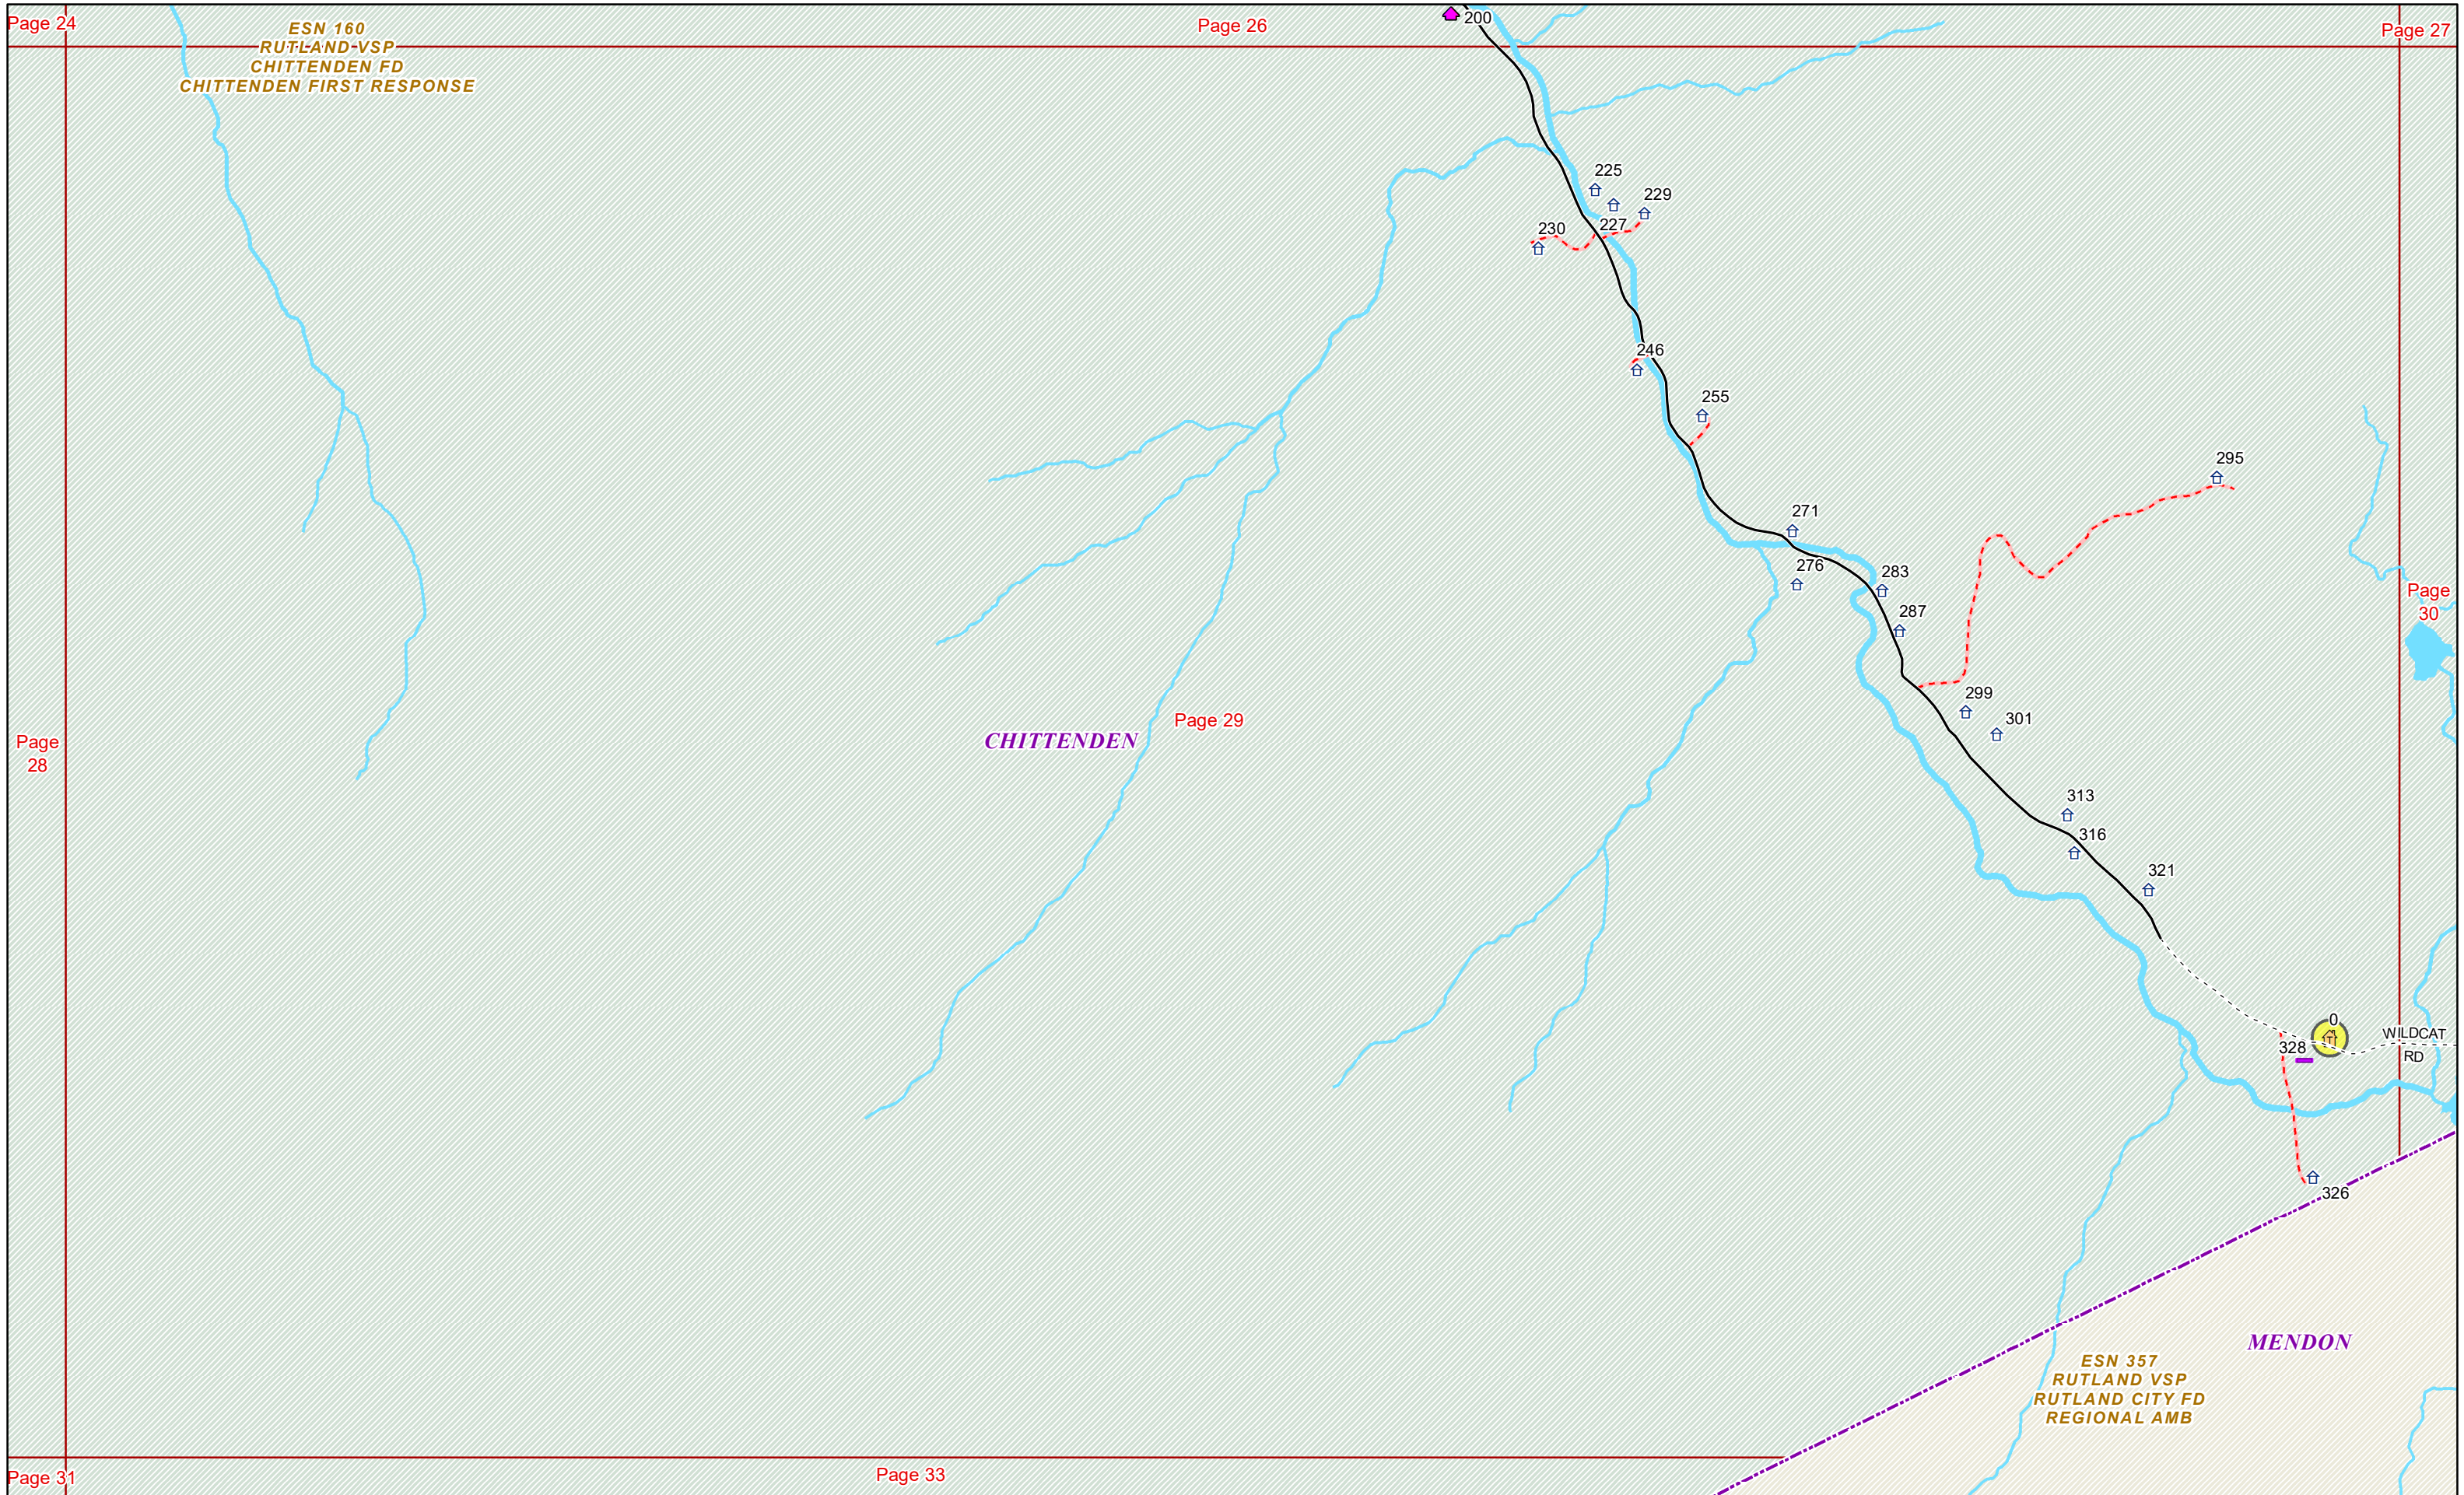 Page 24
ESN 160
RUTLAND VSP
CHITTENDEN FD
CHITTENDEN FIRST RESPONSE
Page 26
200
Page 27
225
229
227
230
246
255
295
271
276
283
287
Page
30
299
301
CHITTENDEN
Page 29
Page
28
313
316
321
0
WILDCAT
RD
328
326
MENDON
ESN 357
RUTLAND VSP
RUTLAND CITY FD
REGIONAL AMB
Page 31
Page 33